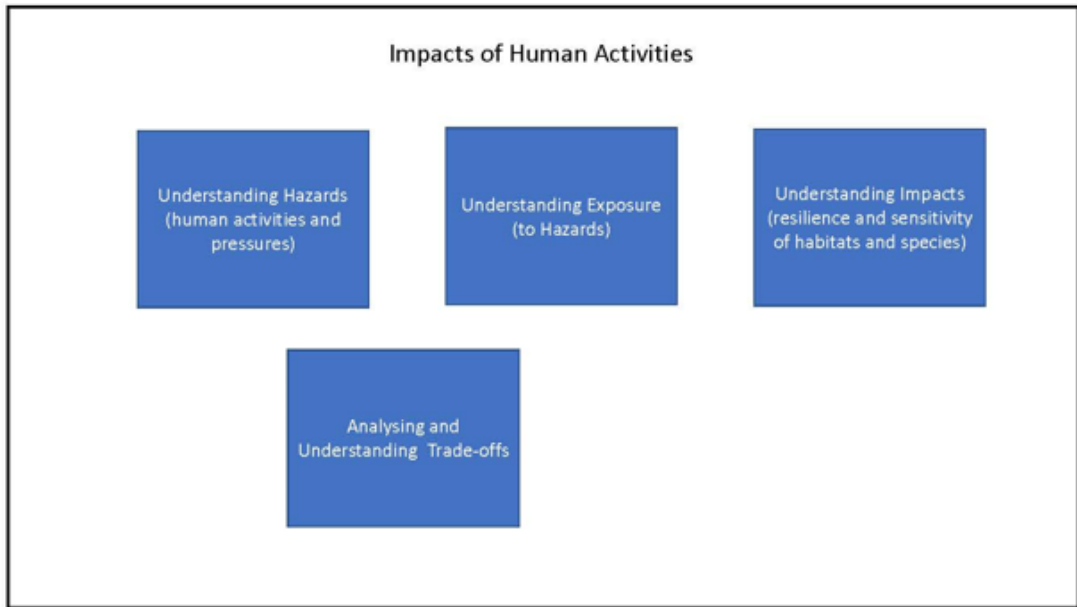 Impacts of Human Activities
Understanding Hazards
(human activities and
pressures)
Understanding Exposure
(to Hazards)
Understanding Impacts
(resilience and sensitivity
of habitats and species)
Analysing and
Understanding Trade-offs